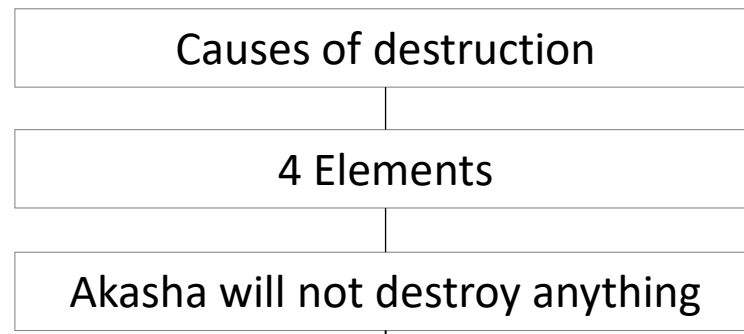 Causes of destruction
4 Elements
Akasha will not destroy anything